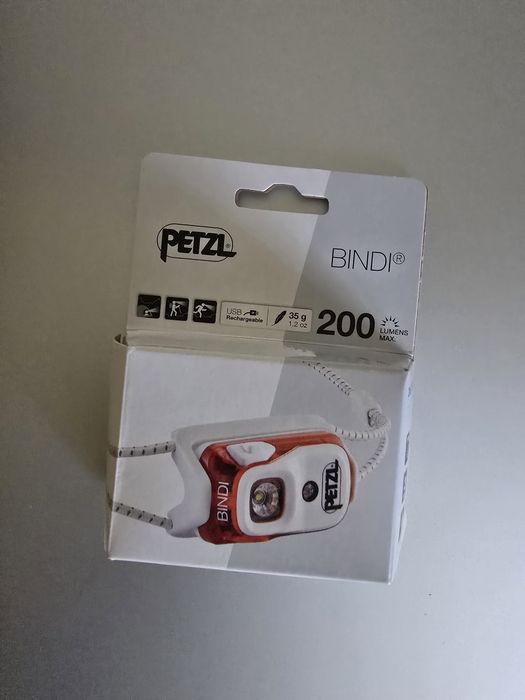 PETZL®
BINDI®
USB
Rechargeable
35 g
1.2 oz
200
LUMENS
MAX.
BINDI
PETZL